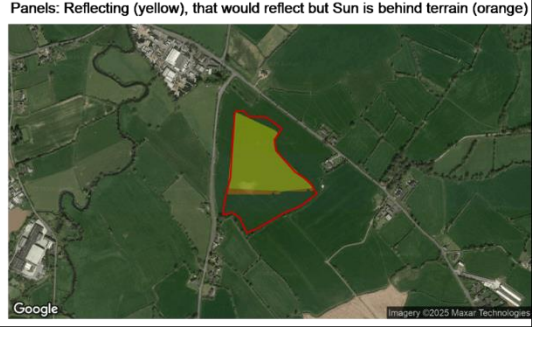 Panels: Reflecting (yellow), that would reflect but Sun is behind terrain (orange)
Google
Imagery ©2025 Maxar Technologies